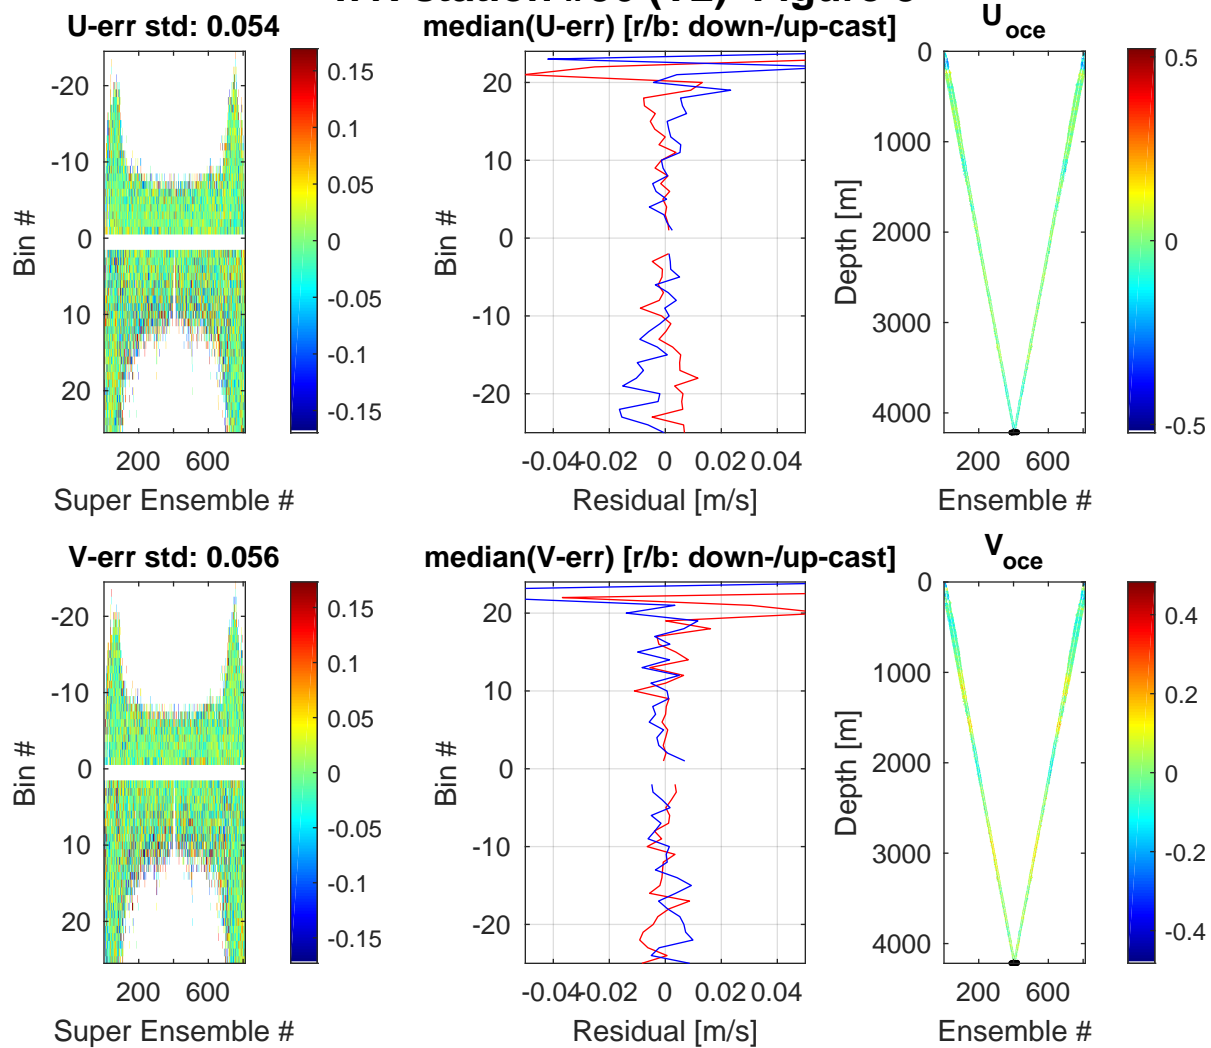 U-err std: 0.054
median(U-err) [r/b: down-/up-cast]
U oce
-20
-10
0
10
20
Bin #
200 600
Super Ensemble #
0.15
0.1
0.05
0
-0.05
-0.1
-0.15
20
10
0
-10
-20
Bin #
-0.04 -0.02 0 0.02 0.04
Residual [m/s]
0
1000
2000
3000
4000
Depth [m]
200 600
Ensemble #
0.5
0
-0.5
V-err std: 0.056
median(V-err) [r/b: down-/up-cast]
V oce
-20
-10
0
10
20
Bin #
200 600
Super Ensemble #
0.15
0.1
0.05
0
-0.05
-0.1
-0.15
20
10
0
-10
-20
Bin #
-0.04 -0.02 0 0.02 0.04
Residual [m/s]
0
1000
2000
3000
4000
Depth [m]
200 600
Ensemble #
0.4
0.2
0
-0.2
-0.4